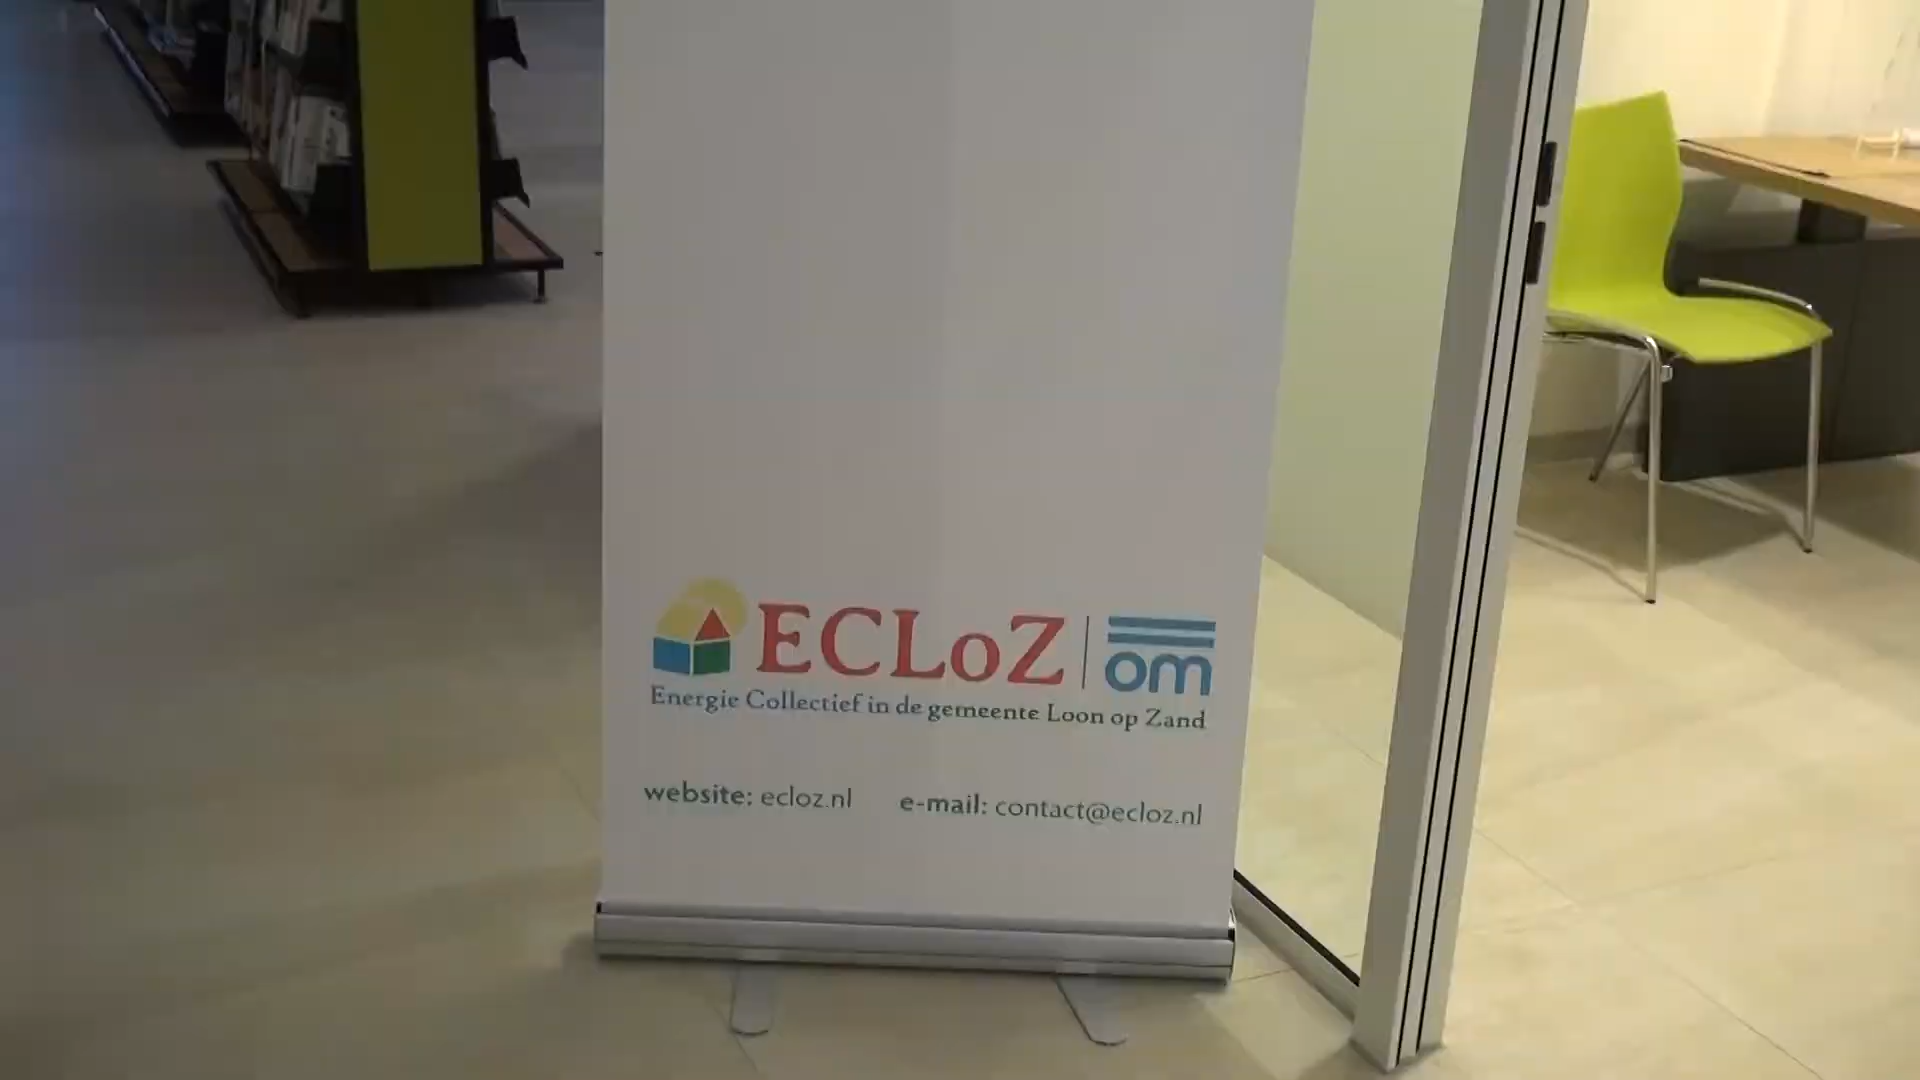 ECLoZ | om
Energie Collectief in de gemeente Loon op Zand
website: ecloz.nl e-mail: contact@ecloz.nl